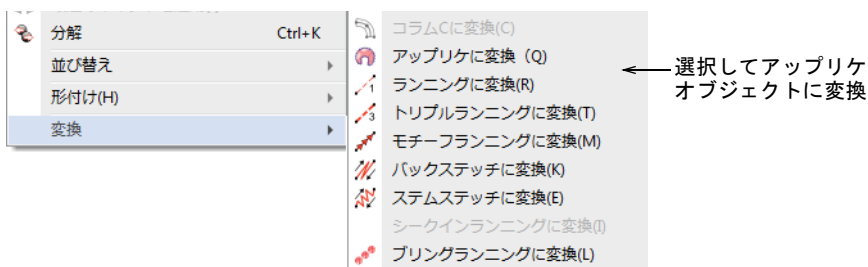 分解 Ctrl+K
並び替え
形付け(H)
変換
コラムCに変換(C)
アップリケに変換（Q)
ランニングに変換(R)
トリプルランニングに変換(T)
モチーフランニングに変換(M)
バックステッチに変換(K)
ステムステッチに変換(E)
シークインランニングに変換(I)
ブリングランニングに変換(L)
選択してアップリケ
オブジェクトに変換